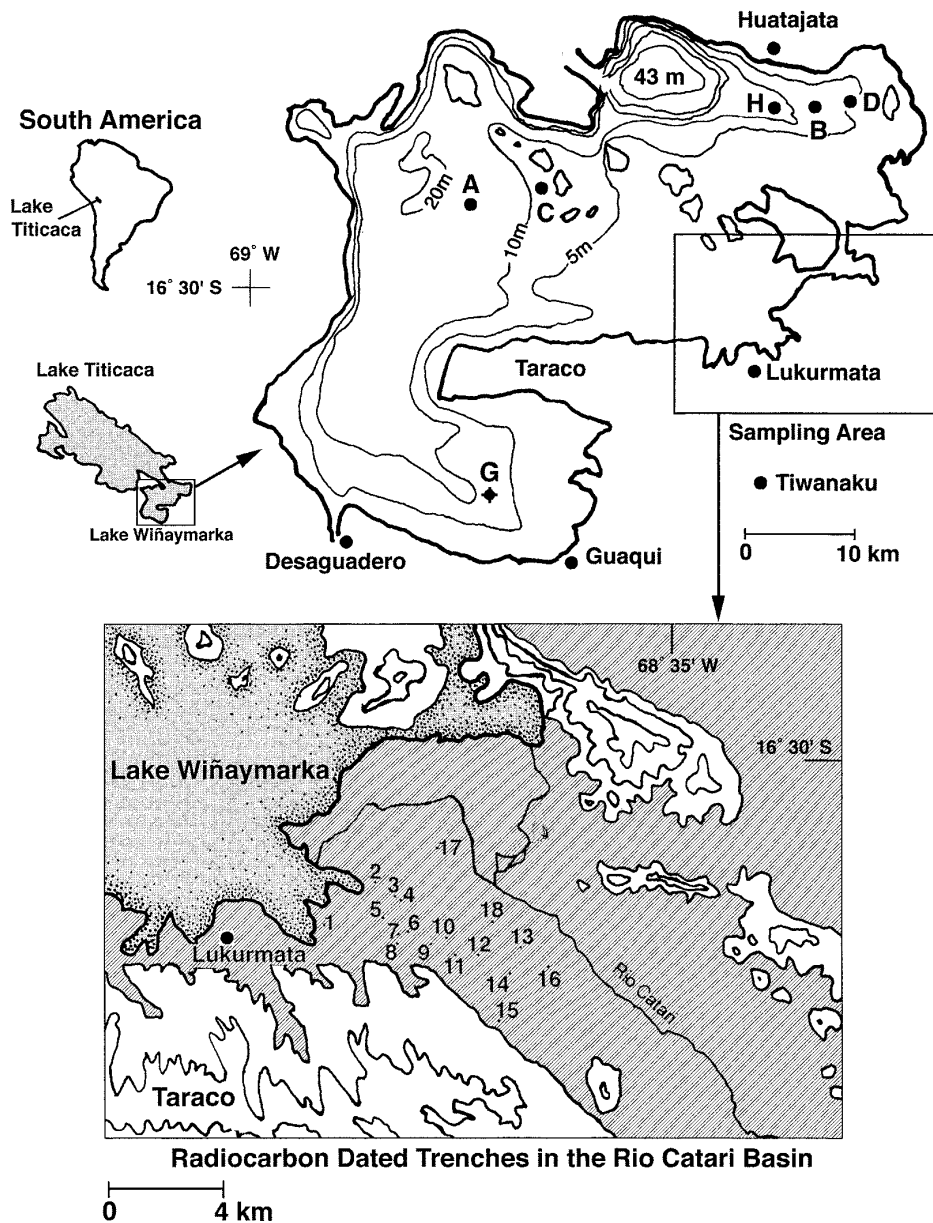 Huatajata
43 m
H
B
D
South America
Lake
Titicaca
20m
A
C
10m
5m
69° W
16° 30' S
Taraco
Lukurmata
Sampling Area
Tiwanaku
0 10 km
Lake Titicaca
Lake Wiñaymarka
G
Desaguadero
Guaqui
68° 35' W
16° 30' S
Lake Wiñaymarka
17
2
3
4
5
6
1
7
10
18
13
12
8
9
11
14
16
15
Lukurmata
Rio Catari
Taraco
Radiocarbon Dated Trenches in the Rio Catari Basin
0 4 km